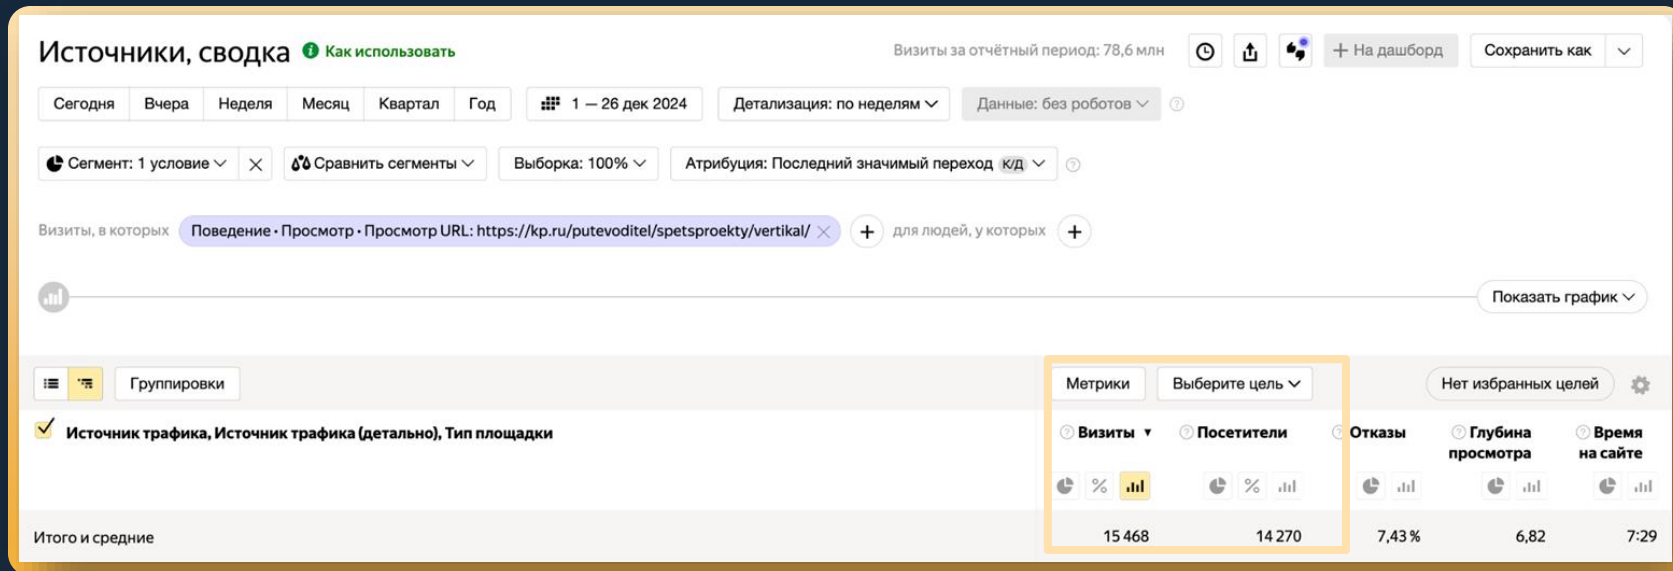 Источники, сводка Как использовать Визиты за отчётный период: 78,6 млн + На дашборд Сохранить как
Сегодня Вчера Неделя Месяц Квартал Год 1 — 26 дек 2024 Детализация: по неделям Данные: без роботов ?
Сегмент: 1 условие Сравнить сегменты Выборка: 100% Атрибуция: Последний значимый переход К/Д ?
Визиты, в которых Поведение · Просмотр · Просмотр URL: https://kp.ru/putevoditel/spetsproekty/vertikal/ × + для людей, у которых +
Показать график
Группировки Метрики Выберите цель Нет избранных целей
Источник трафика, Источник трафика (детально), Тип площадки ? Визиты ▼ ? Посетители ? Отказы ? Глубина просмотра ? Время на сайте
% %
Итого и средние 15 468 14 270 7,43 % 6,82 7:29